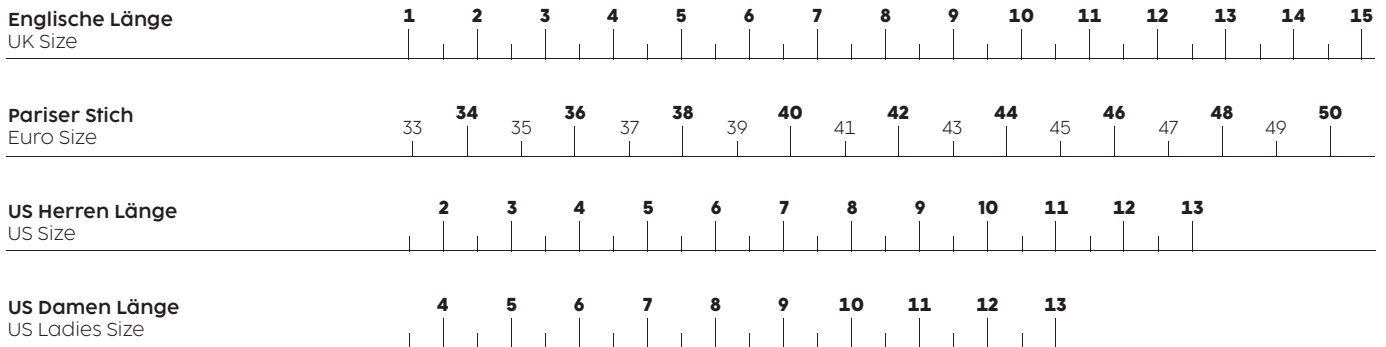 Englische Länge 1 2 3 4 5 6 7 8 9 10 11 12 13 14 15
UK Size
Pariser Stich 33 34 35 36 37 38 39 40 41 42 43 44 45 46 47 48 49 50
Euro Size
US Herren Länge 2 3 4 5 6 7 8 9 10 11 12 13
US Size
US Damen Länge 4 5 6 7 8 9 10 11 12 13
US Ladies Size